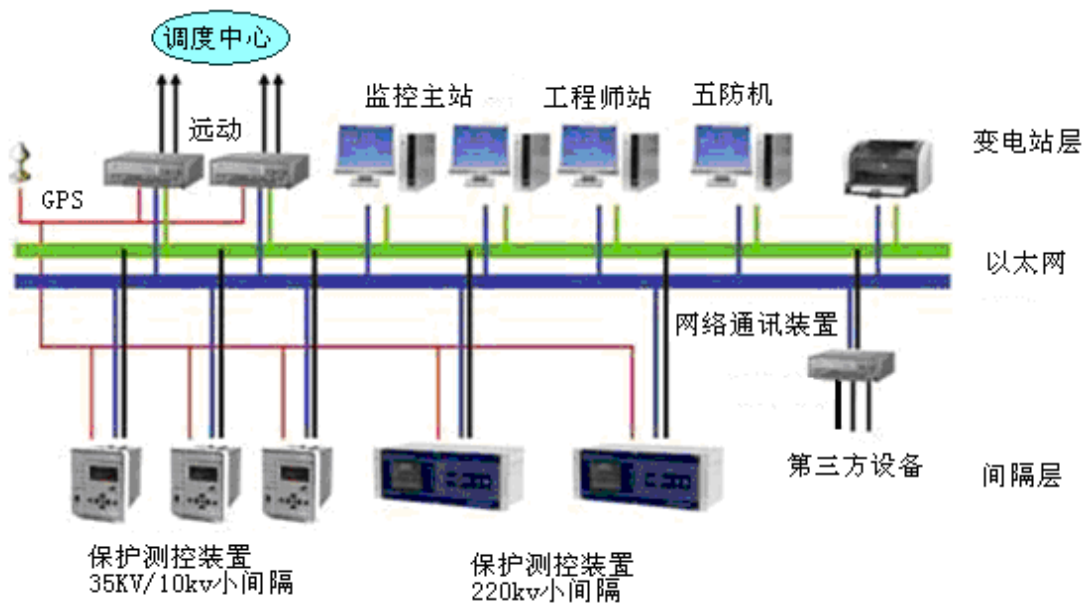 调度中心
监控主站
工程师站
五防机
远动
变电站层
GPS
以太网
网络通讯装置
第三方设备
间隔层
保护测控装置
35KV/10kv小间隔
保护测控装置
220kv小间隔